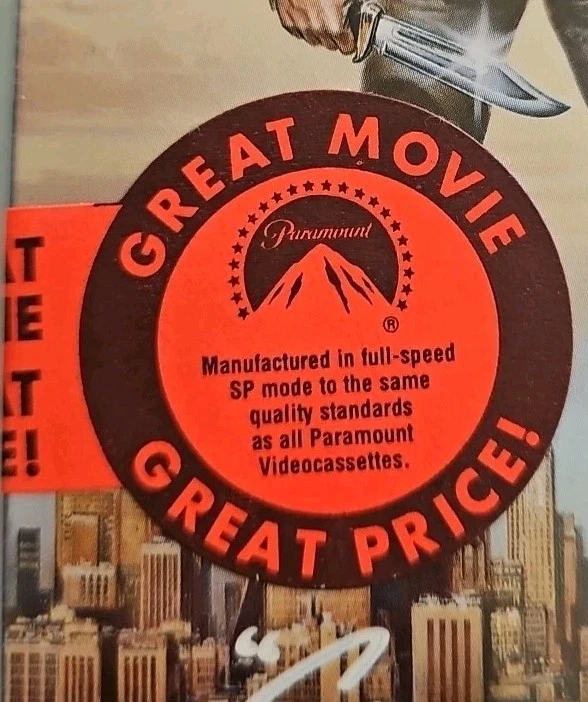 GREAT MOVIE
Paramount
®
Manufactured in full-speed
SP mode to the same
quality standards
as all Paramount
Videocassettes.
GREAT PRICE!
“